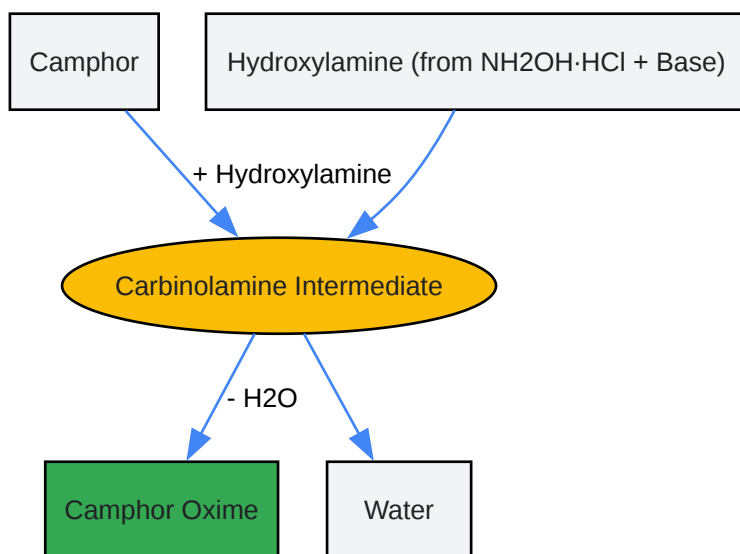 Camphor
Hydroxylamine (from NH2OH·HCl + Base)
+ Hydroxylamine
Carbinolamine Intermediate
- H2O
Camphor Oxime
Water